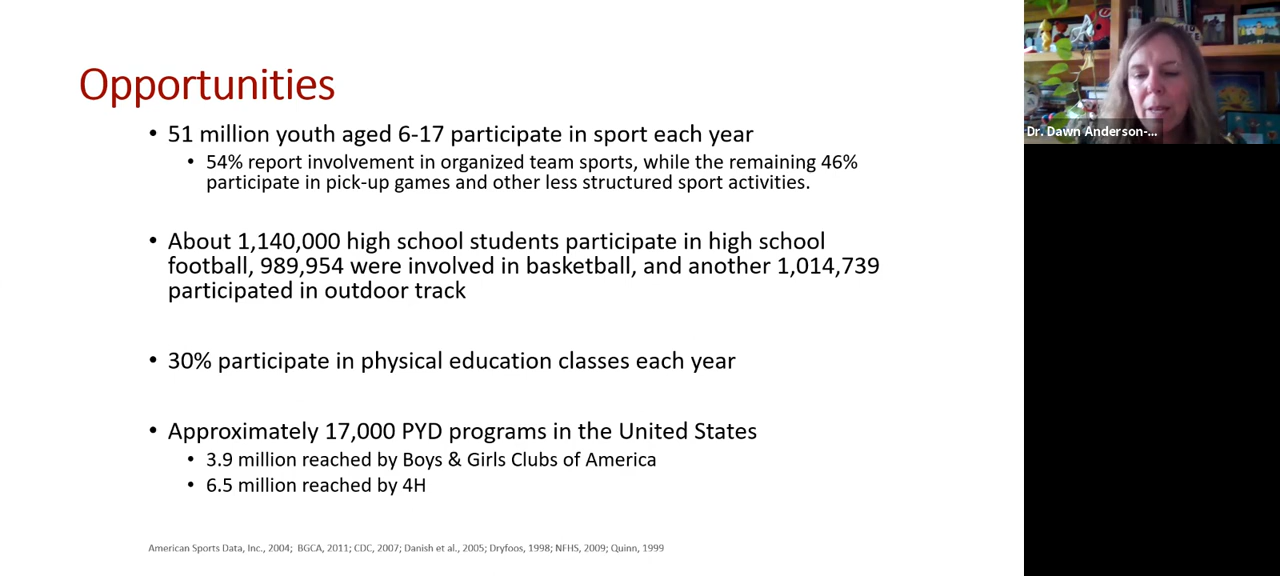 Opportunities
• 51 million youth aged 6-17 participate in sport each year
• 54% report involvement in organized team sports, while the remaining 46%
participate in pick-up games and other less structured sport activities.
• About 1,140,000 high school students participate in high school
football, 989,954 were involved in basketball, and another 1,014,739
participated in outdoor track
• 30% participate in physical education classes each year
• Approximately 17,000 PYD programs in the United States
• 3.9 million reached by Boys & Girls Clubs of America
• 6.5 million reached by 4H
American Sports Data, Inc., 2004; BGCA, 2011; CDC, 2007; Danish et al., 2005; Dryfoos, 1998; NFHS, 2009; Quinn, 1999
Dr. Dawn Anderson-...